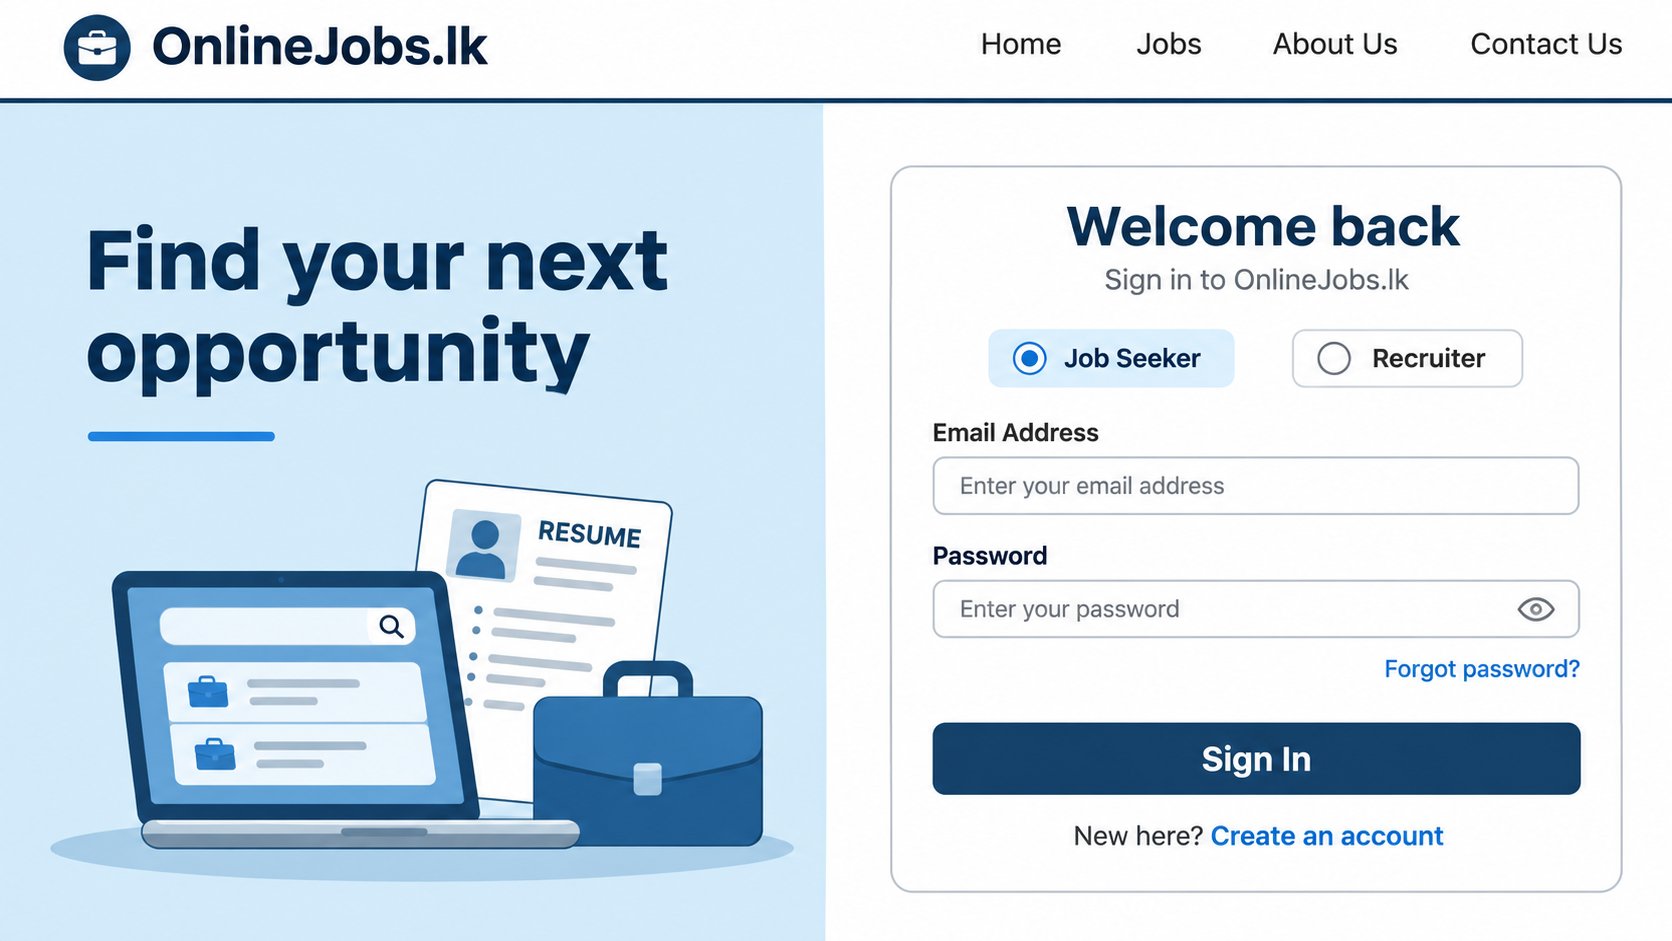 OnlineJobs.lk
Home Jobs About Us Contact Us
Find your next
opportunity
RESUME
Welcome back
Sign in to OnlineJobs.lk
Job Seeker Recruiter
Email Address
Enter your email address
Password
Enter your password
Forgot password?
Sign In
New here? Create an account